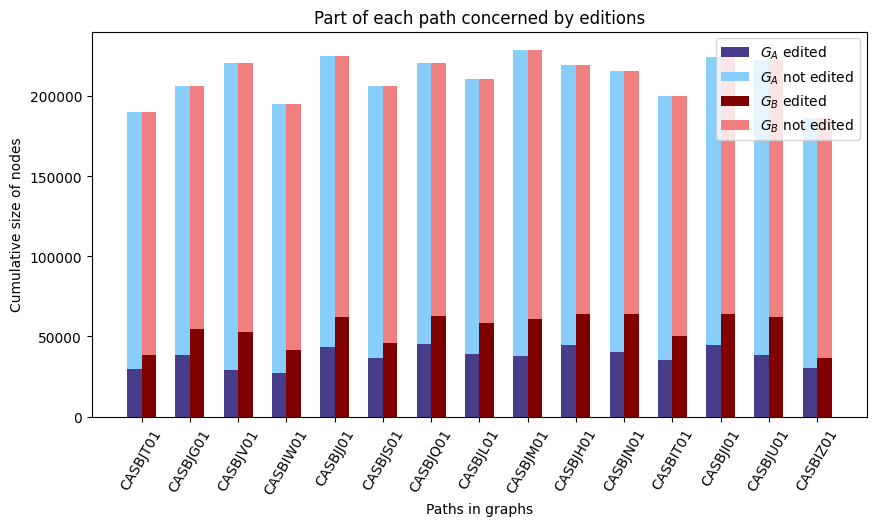 Part of each path concerned by editions
G_A edited
G_A not edited
G_B edited
G_B not edited
Cumulative size of nodes
200000
150000
100000
50000
0
CASBJT01
CASBJG01
CASBJV01
CASBIW01
CASBJJ01
CASBJS01
CASBJQ01
CASBJL01
CASBJM01
CASBJH01
CASBJN01
CASBIT01
CASBJI01
CASBJU01
CASBIZ01
Paths in graphs